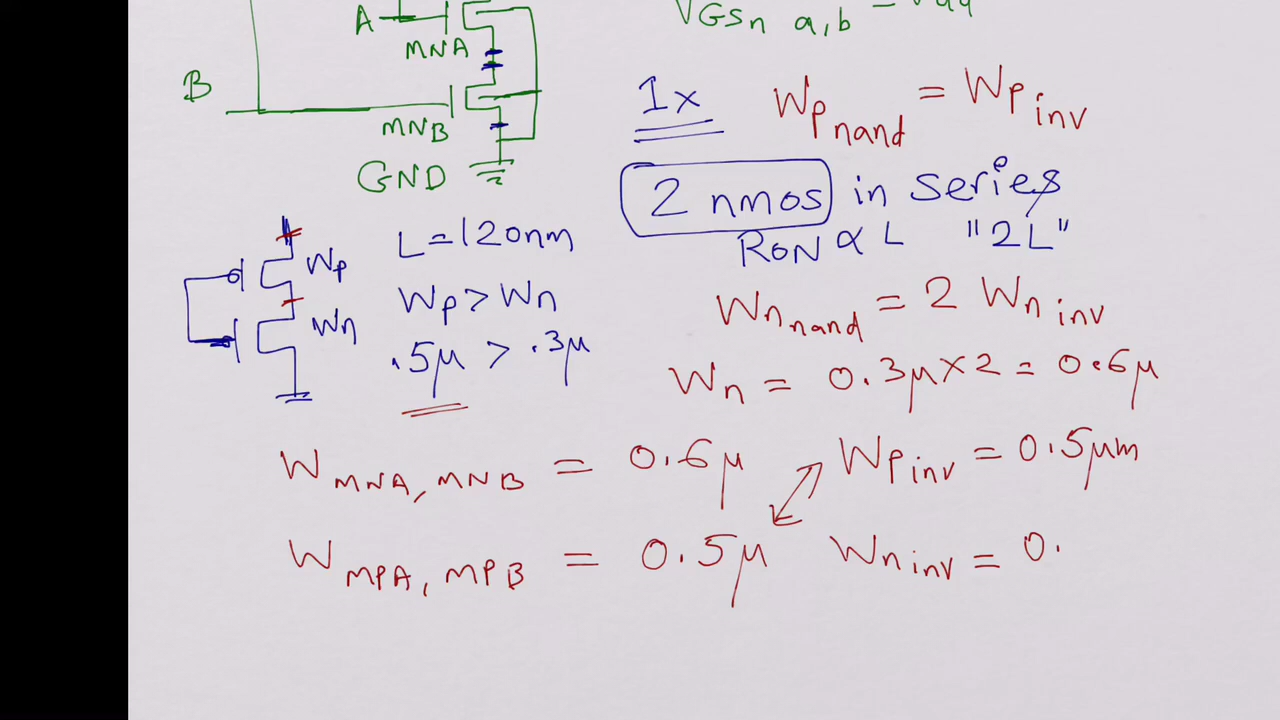 A
MNA
VGSn a,b = Vdd
B
MNB
GND
1x Wp nand = Wp inv
2 nmos in series
RON ∝ L "2L"
Wp
Wn
L=120nm
Wp > Wn
.5μ > .3μ
Wn nand = 2 Wn inv
Wn = 0.3μ×2 = 0.6μ
W MNA, MNB = 0.6μ
Wp inv = 0.5μm
W MPA, MPB = 0.5μ
Wn inv = 0.